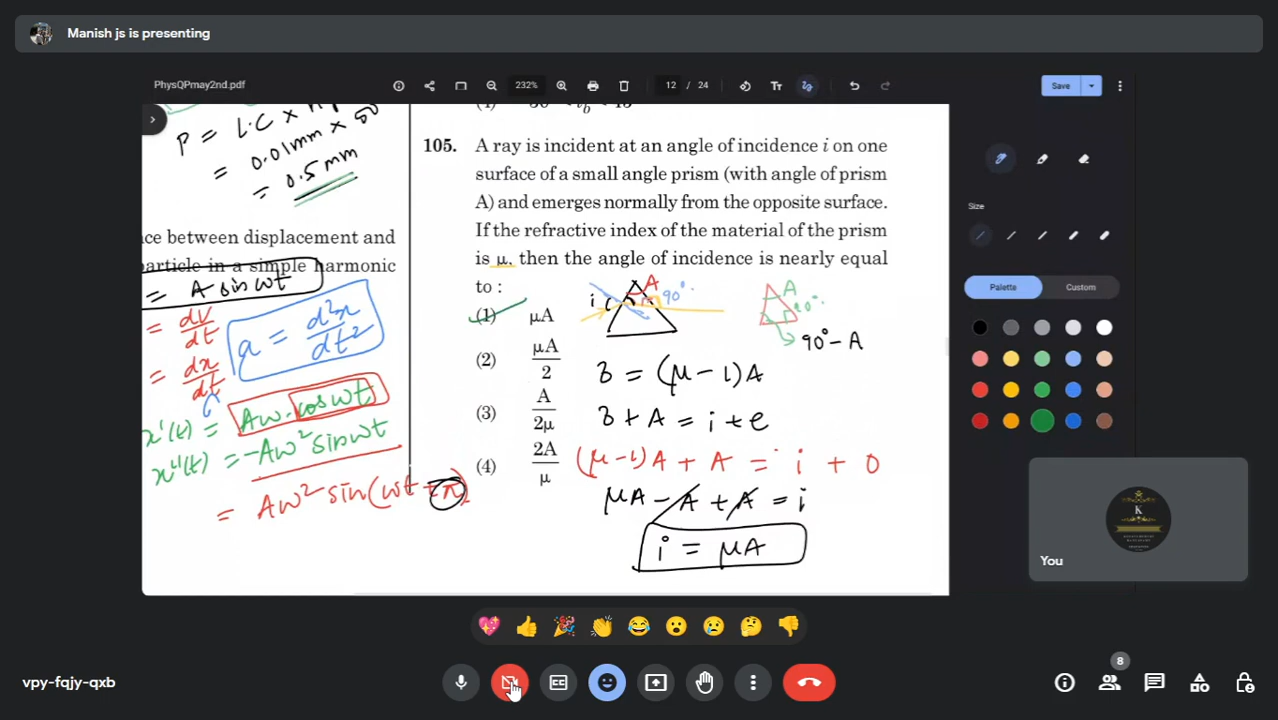 Manish js is presenting
PhysQPmay2nd.pdf
232%
12 / 24
Save
P = L.C ×
= 0.01mm × 50
= 0.5 mm
ce between displacement and
particle in a simple harmonic
= A sin ωt
= dv/dt
a = d²x/dt²
= dx/dt
x'(t) = Aω.cos ωt
x''(t) = -Aω² sin ωt
= Aω² sin(ωt + π)
105. A ray is incident at an angle of incidence i on one
surface of a small angle prism (with angle of prism
A) and emerges normally from the opposite surface.
If the refractive index of the material of the prism
is μ, then the angle of incidence is nearly equal
to :
(1) μA
(2) μA/2
(3) A/2μ
(4) 2A/μ
i
A
90°
A
90°
90° - A
δ = (μ - 1)A
δ + A = i + e
(μ-1)A + A = i + 0
μA - A + A = i
i = μA
Size
Palette
Custom
K
You
vpy-fqjy-qxb
8